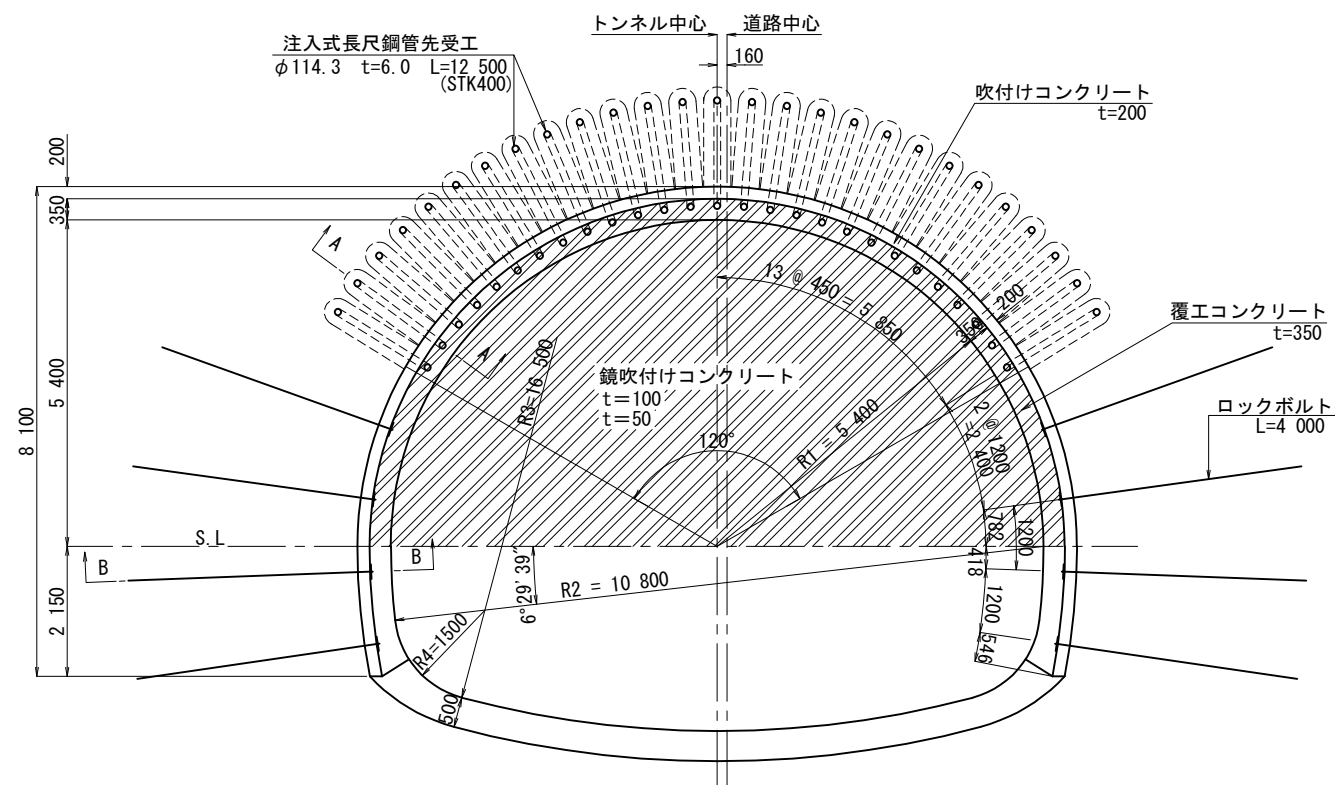 トンネル中心
道路中心
160
注入式長尺鋼管先受工
φ114.3 t=6.0 L=12 500
(STK400)
吹付けコンクリート
t=200
200
350
5 400
8 100
2 150
A
A
13 @ 450 = 5 850
200
350
覆工コンクリート
t=350
鏡吹付けコンクリート
t=100
t=50
R3=16 500
R1 = 5 400
120°
2 @ 1200
=2 400
ロックボルト
L=4 000
782
1200
S.L
B
B
418
6°29' 39"
R2 = 10 800
1200
546
R4=1500
500